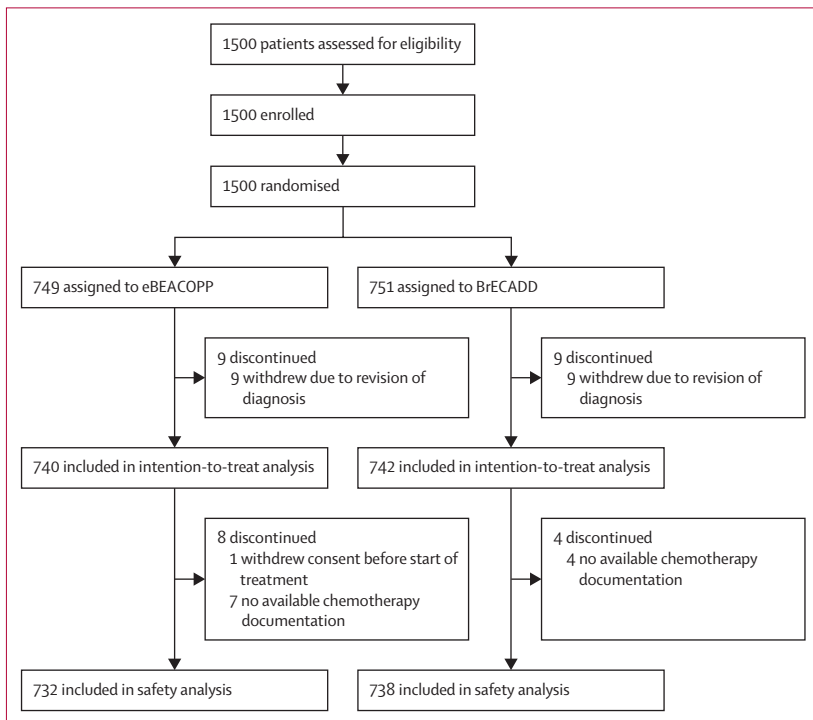 1500 patients assessed for eligibility
1500 enrolled
1500 randomised
749 assigned to eBEACOPP
751 assigned to BrECADD
9 discontinued
9 withdrew due to revision of
diagnosis
9 discontinued
9 withdrew due to revision of
diagnosis
740 included in intention-to-treat analysis
742 included in intention-to-treat analysis
8 discontinued
1 withdrew consent before start of
treatment
7 no available chemotherapy
documentation
4 discontinued
4 no available chemotherapy
documentation
732 included in safety analysis
738 included in safety analysis